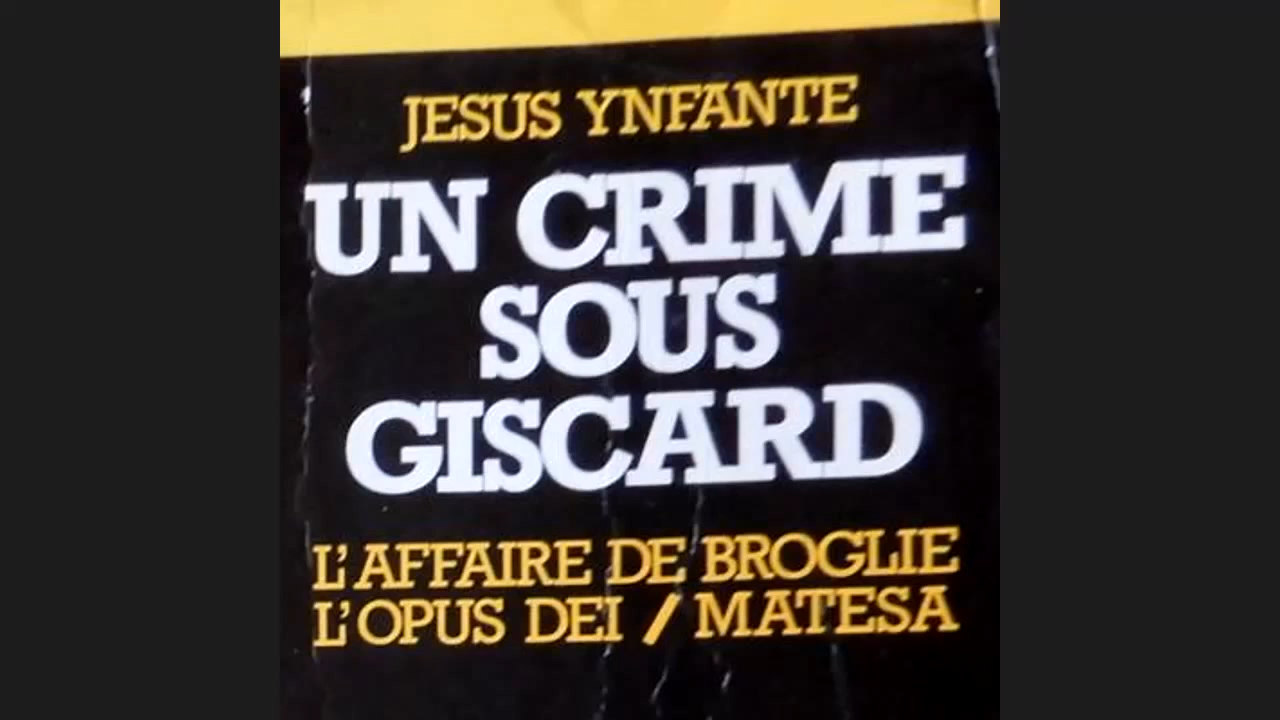 JESUS YNFANTE
UN CRIME
SOUS
GISCARD
L'AFFAIRE DE BROGLIE
L'OPUS DEI / MATESA